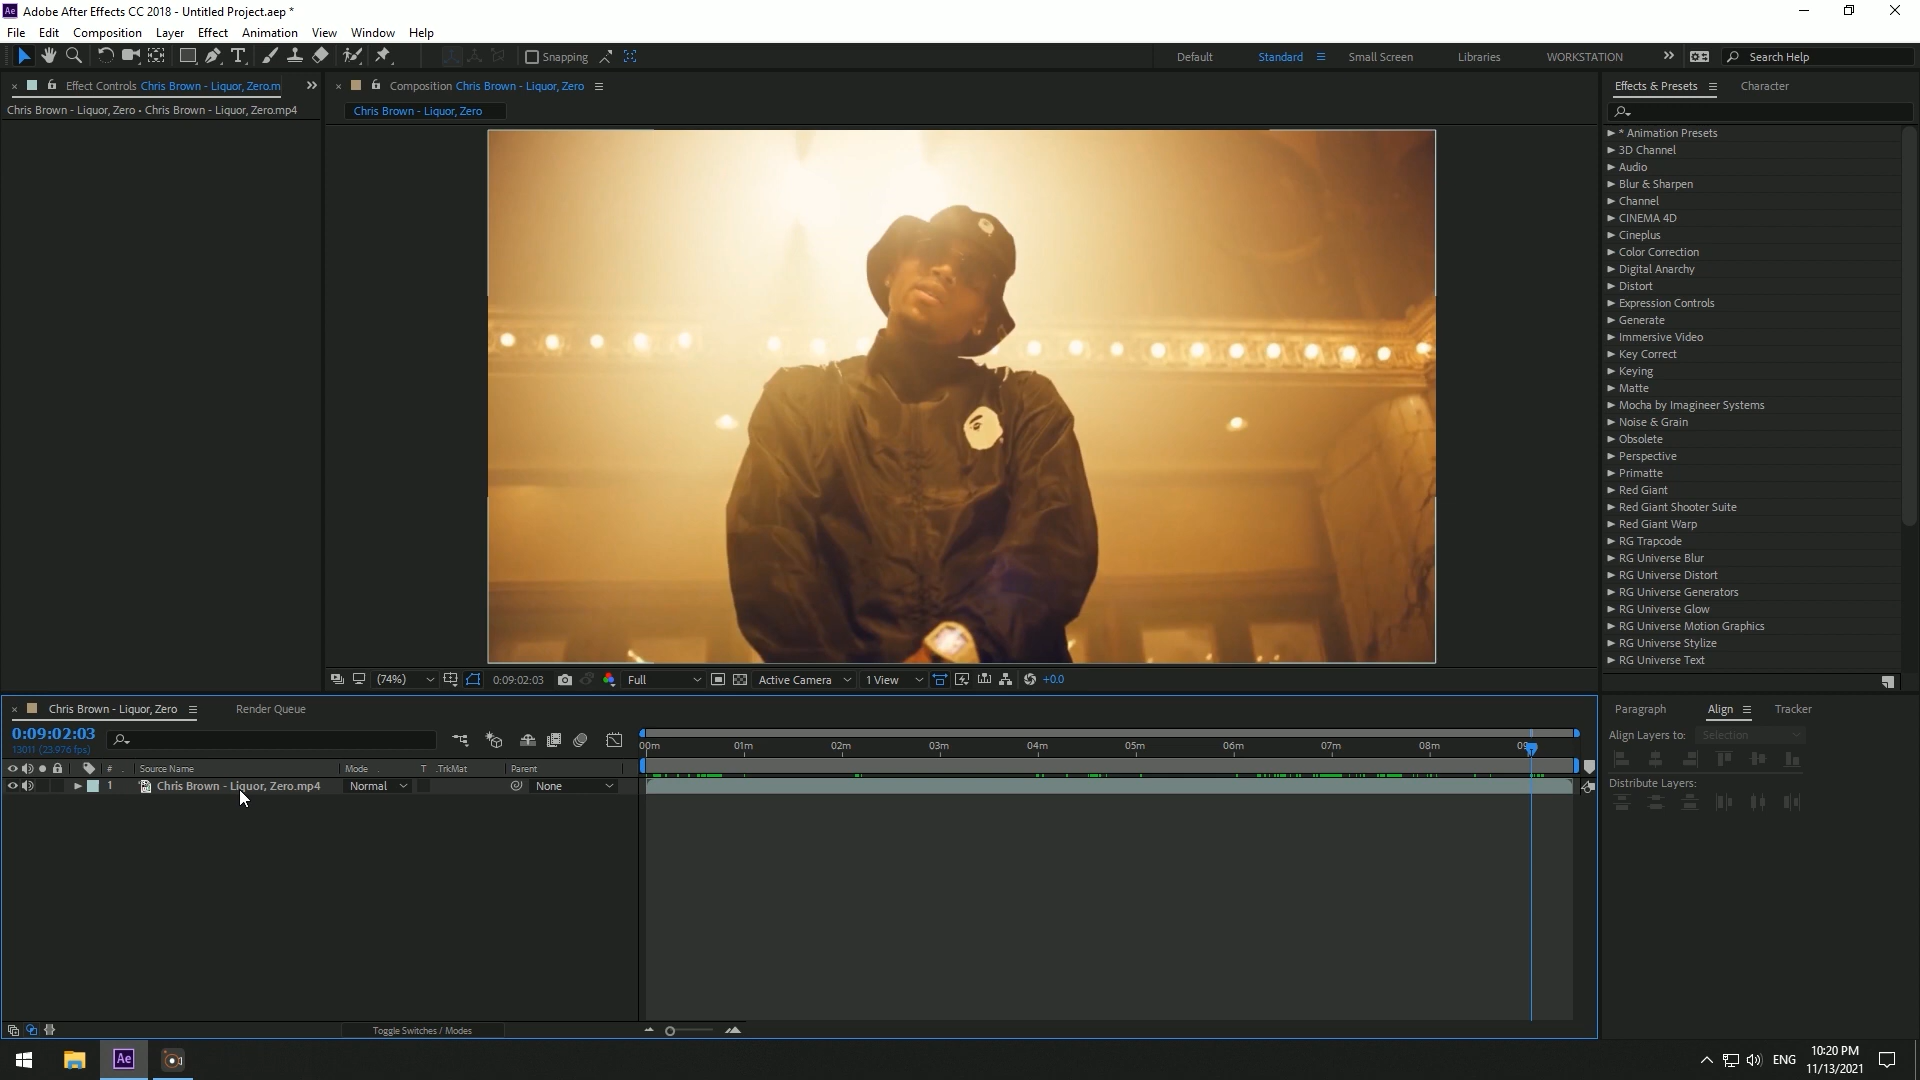 Adobe After Effects CC 2018 - Untitled Project.aep *
File Edit Composition Layer Effect Animation View Window Help
Snapping Default Standard Small Screen Libraries WORKSTATION Search Help
Effect Controls Chris Brown - Liquor, Zero.m
Composition Chris Brown - Liquor, Zero
Effects & Presets Character
Chris Brown - Liquor, Zero • Chris Brown - Liquor, Zero.mp4
Chris Brown - Liquor, Zero
* Animation Presets
3D Channel
Audio
Blur & Sharpen
Channel
CINEMA 4D
Cineplus
Color Correction
Digital Anarchy
Distort
Expression Controls
Generate
Immersive Video
Key Correct
Keying
Matte
Mocha by Imagineer Systems
Noise & Grain
Obsolete
Perspective
Primatte
Red Giant
Red Giant Shooter Suite
Red Giant Warp
RG Trapcode
RG Universe Blur
RG Universe Distort
RG Universe Generators
RG Universe Glow
RG Universe Motion Graphics
RG Universe Stylize
RG Universe Text
(74%) 0:09:02:03 Full Active Camera 1 View +0.0
Chris Brown - Liquor, Zero Render Queue
Paragraph Align Tracker
0:09:02:03
13011 (23.976 fps)
Align Layers to: Selection
00m 01m 02m 03m 04m 05m 06m 07m 08m 09
# Source Name Mode T .TrkMat Parent
1 Chris Brown - Liquor, Zero.mp4 Normal None
Distribute Layers:
Toggle Switches / Modes
Ae
ENG
10:20 PM
11/13/2021